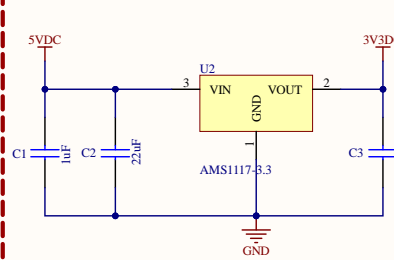 5VDC
3V3D
U2
3
VIN
VOUT
2
GND
1
C1
1uF
C2
22uF
C3
AMS1117-3.3
GND